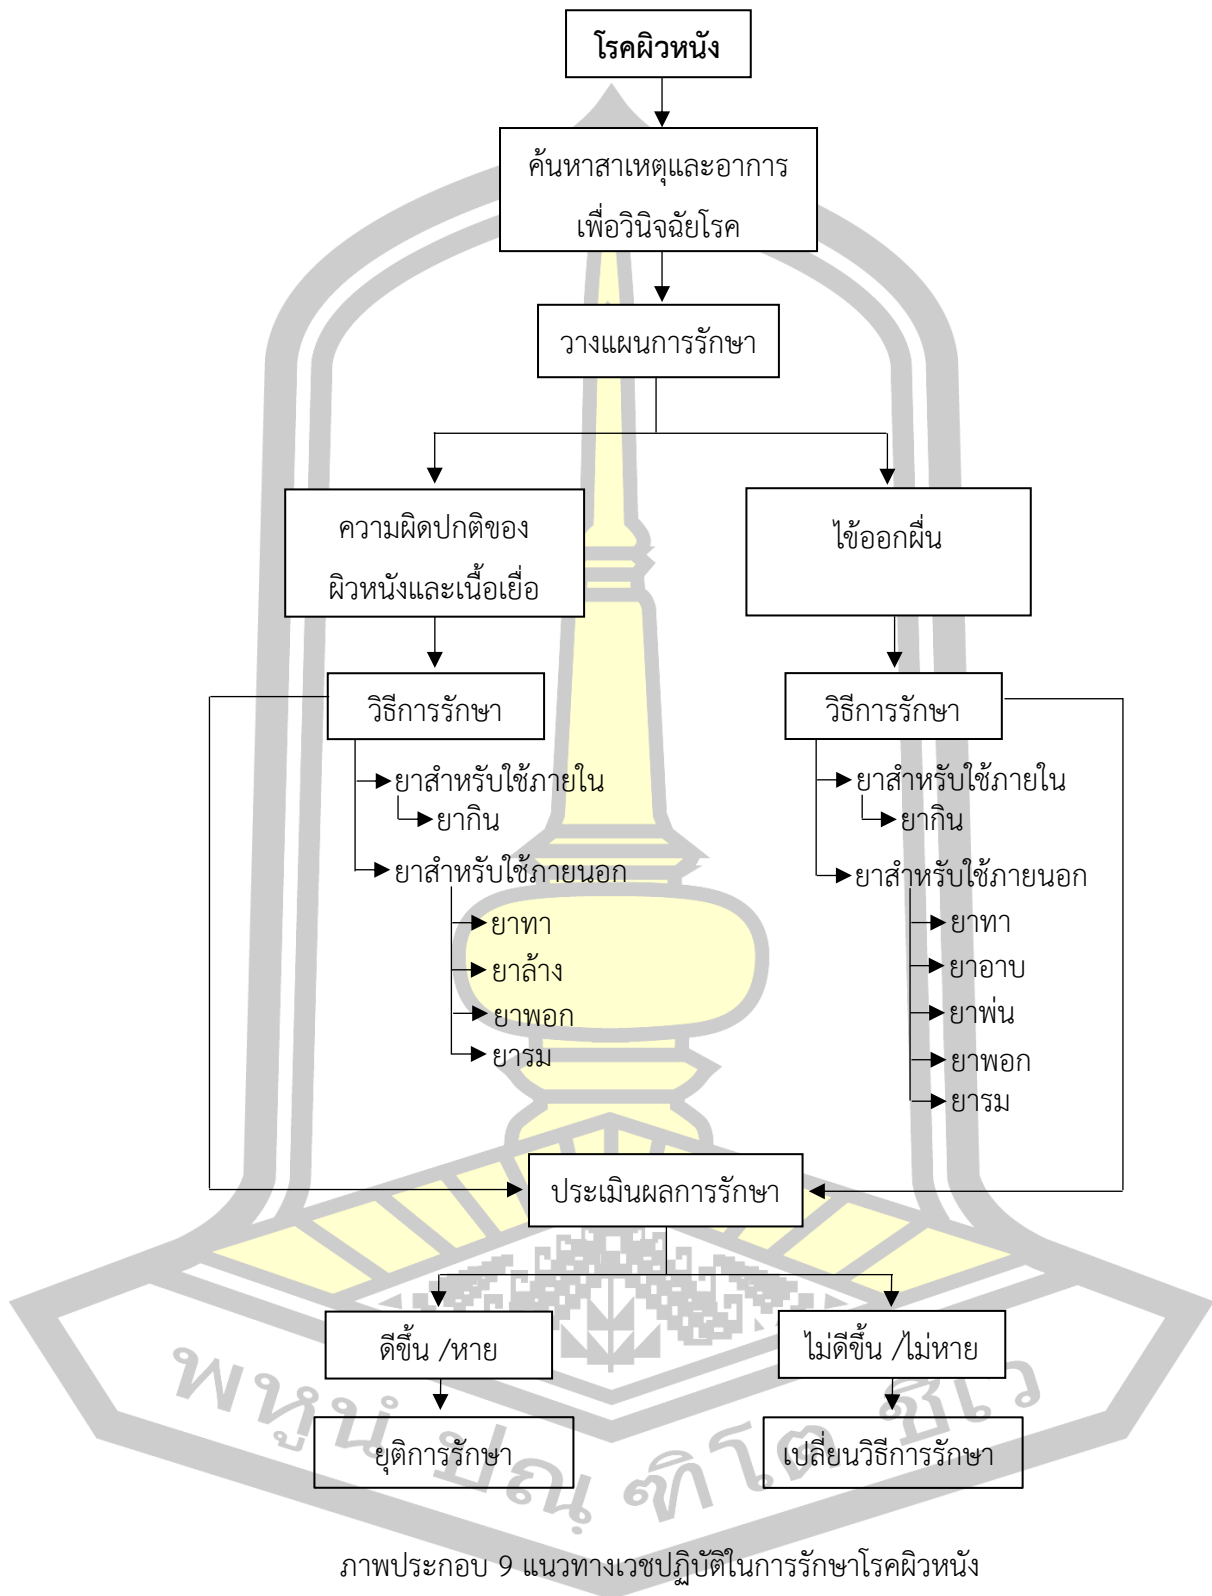 โรคผิวหนัง
ค้นหาสาเหตุและอาการ
เพื่อวินิจฉัยโรค
วางแผนการรักษา
ความผิดปกติของ
ผิวหนังและเนื้อเยื่อ
ไข้ออกผื่น
วิธีการรักษา
ยาสำหรับใช้ภายใน
ยากิน
ยาสำหรับใช้ภายนอก
ยาทา
ยาล้าง
ยาพอก
ยารม
วิธีการรักษา
ยาสำหรับใช้ภายใน
ยากิน
ยาสำหรับใช้ภายนอก
ยาทา
ยาอาบ
ยาพ่น
ยาพอก
ยารม
ประเมินผลการรักษา
ดีขึ้น /หาย
ไม่ดีขึ้น /ไม่หาย
ยุติการรักษา
เปลี่ยนวิธีการรักษา
พหูนํ ปณฺฑิโต ชีเว
ภาพประกอบ 9 แนวทางเวชปฏิบัติในการรักษาโรคผิวหนัง